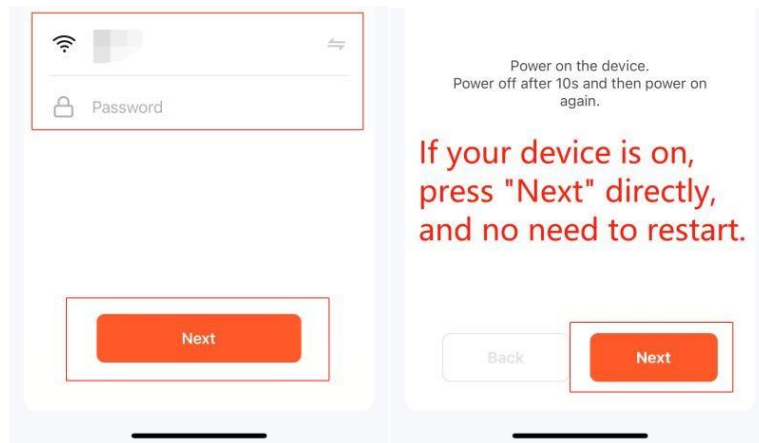 Password
Next
Power on the device.
Power off after 10s and then power on
again.
If your device is on,
press "Next" directly,
and no need to restart.
Back
Next